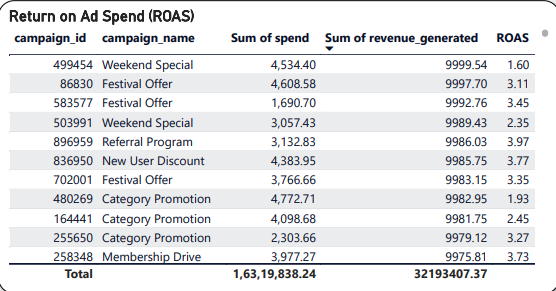 Return on Ad Spend (ROAS)
campaign_id campaign_name Sum of spend Sum of revenue_generated ROAS
499454 Weekend Special 4,534.40 9999.54 1.60
86830 Festival Offer 4,608.58 9997.70 3.11
583577 Festival Offer 1,690.70 9992.76 3.45
503991 Weekend Special 3,057.43 9989.43 2.35
896959 Referral Program 3,132.83 9986.03 3.97
836950 New User Discount 4,383.95 9985.75 3.77
702001 Festival Offer 3,766.66 9983.15 3.35
480269 Category Promotion 4,772.71 9982.95 1.93
164441 Category Promotion 4,098.68 9981.75 2.45
255650 Category Promotion 2,303.66 9979.12 3.27
258348 Membership Drive 3,977.27 9975.81 3.73
Total 1,63,19,838.24 32193407.37